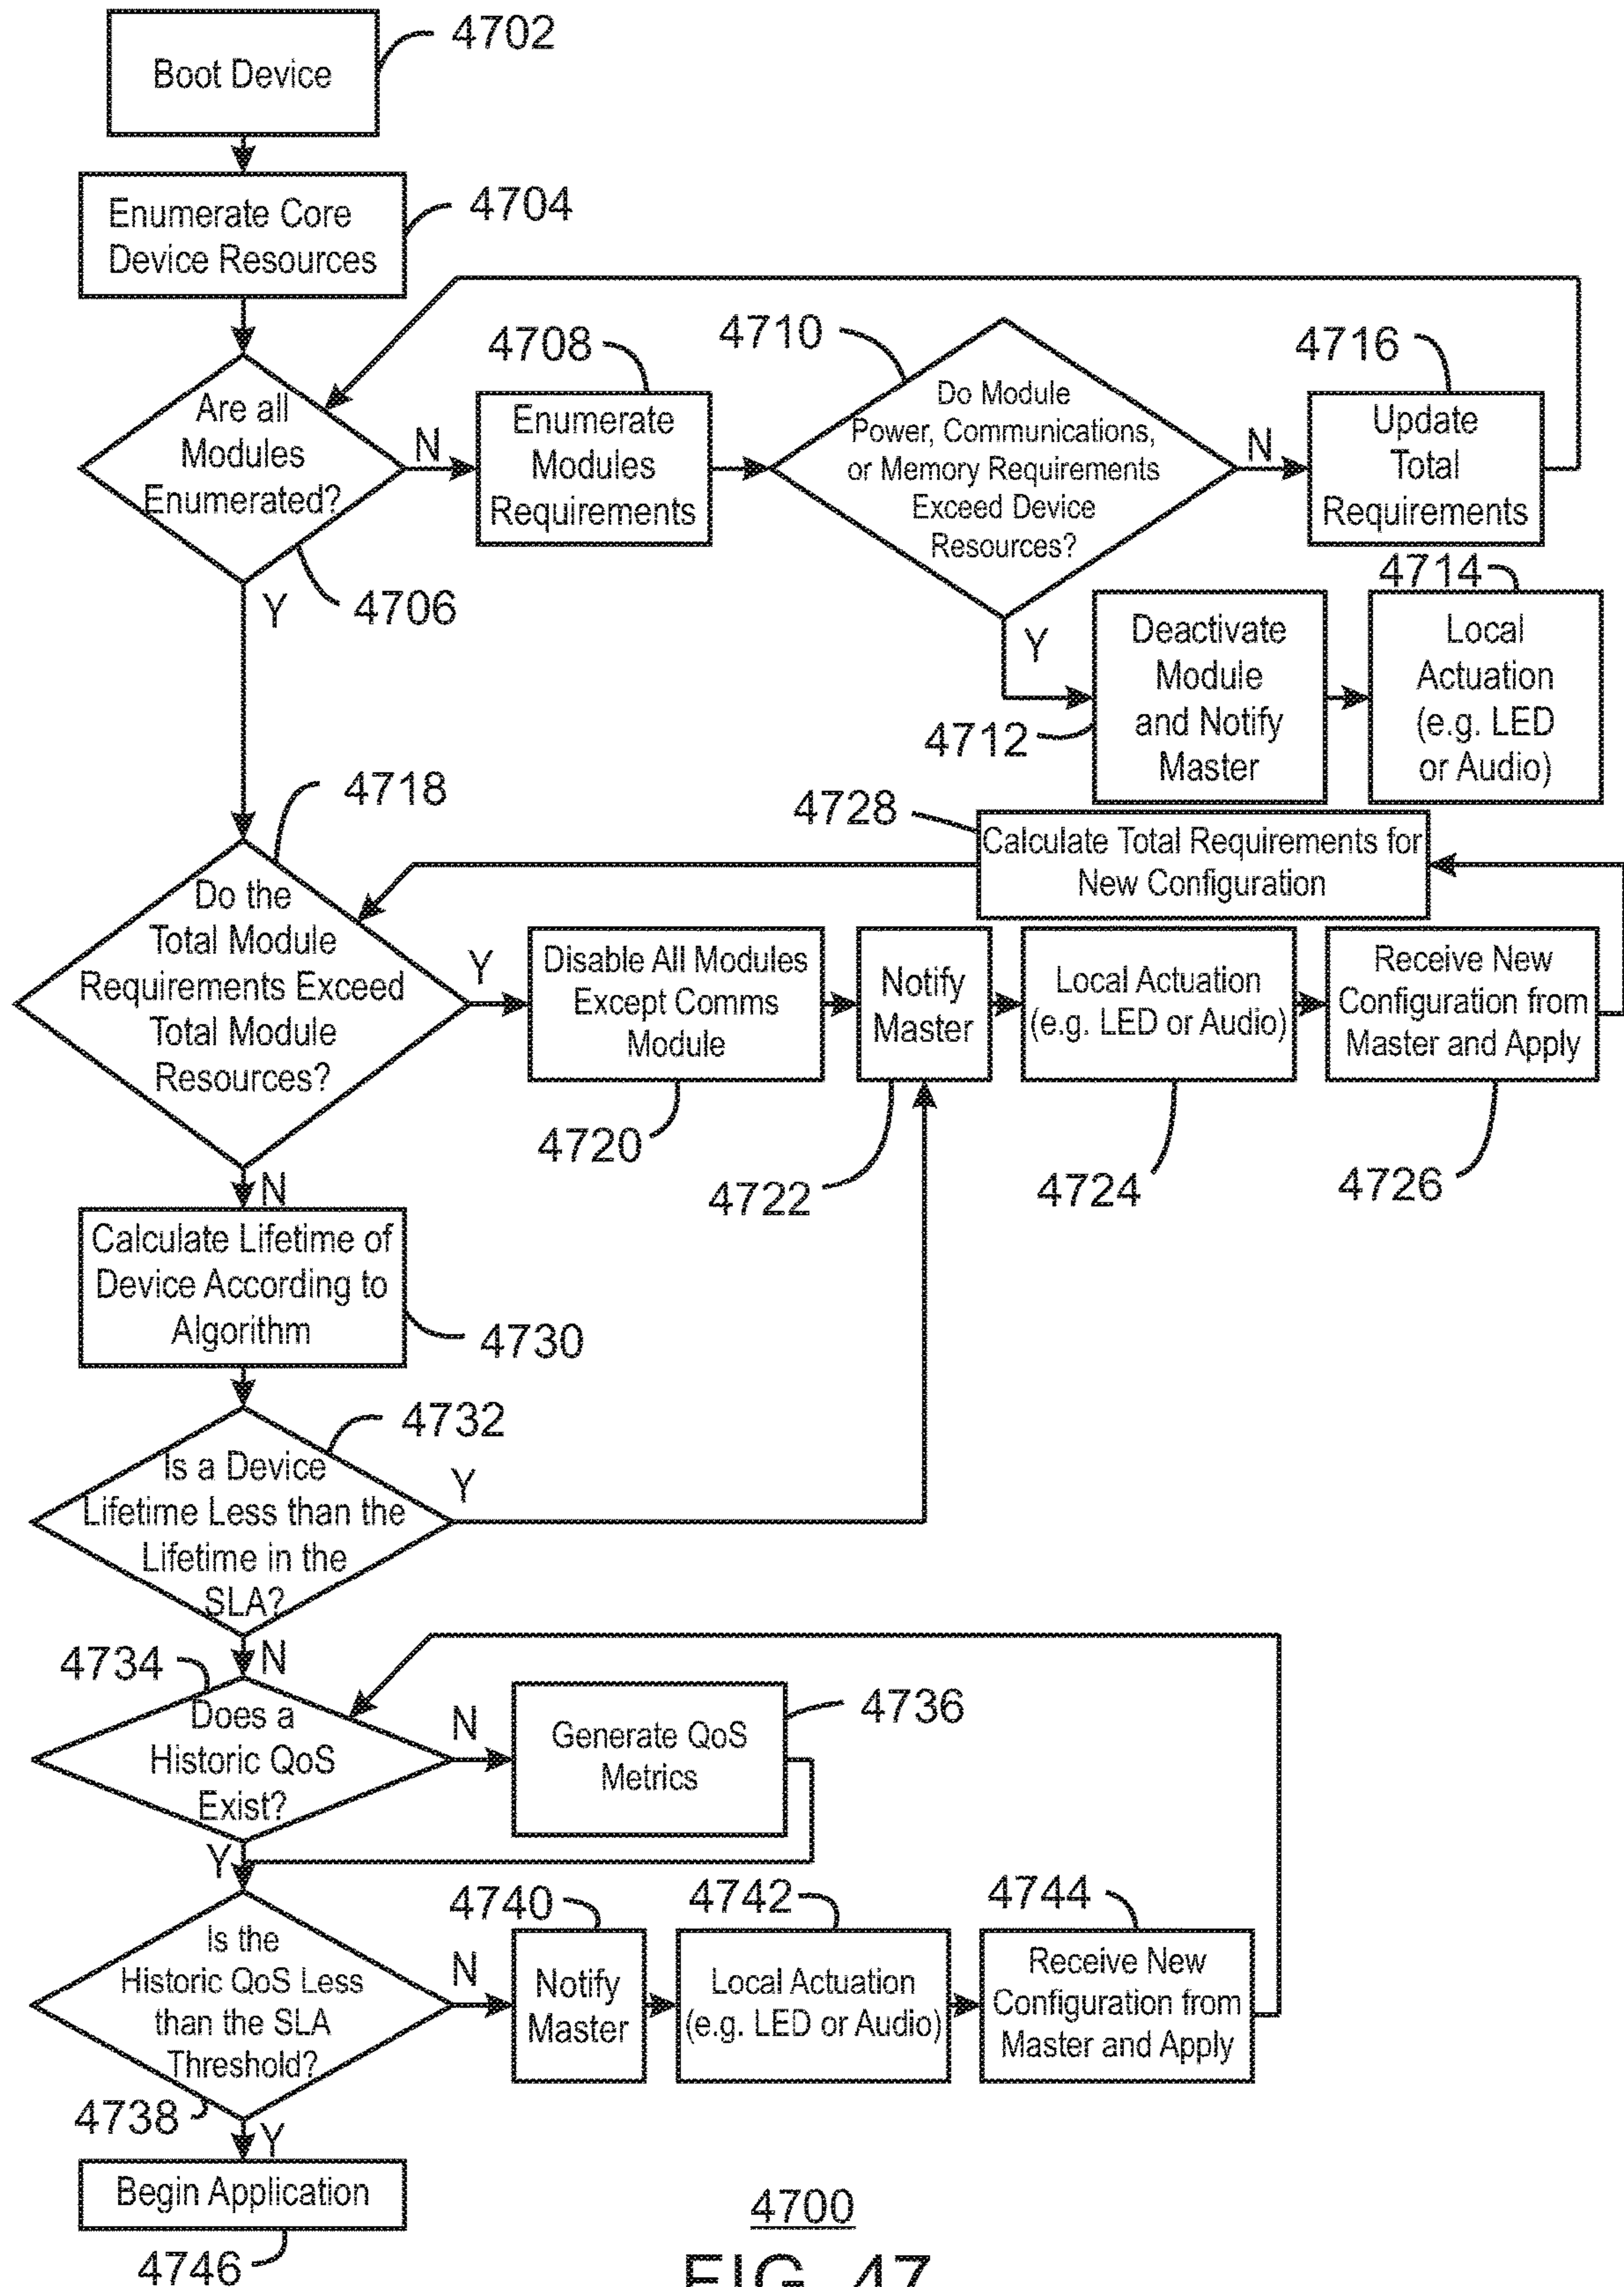 4702
Boot Device
4704
Enumerate Core
Device Resources
4708
4710
4716
Are all
Modules
Enumerated?
N
Enumerate
Modules
Requirements
Do Module
Power, Communications,
or Memory Requirements
Exceed Device
Resources?
N
Update
Total
Requirements
4706
Y
Y
4712
Deactivate
Module
and Notify
Master
4714
Local
Actuation
(e.g. LED
or Audio)
4718
4728
Calculate Total Requirements for
New Configuration
Do the
Total Module
Requirements Exceed
Total Module
Resources?
Y
Disable All Modules
Except Comms
Module
Notify
Master
Local Actuation
(e.g. LED or Audio)
Receive New
Configuration from
Master and Apply
4720
4722
4724
4726
N
Calculate Lifetime of
Device According to
Algorithm
4730
4732
Is a Device
Lifetime Less than the
Lifetime in the
SLA?
Y
N
4734
Does a
Historic QoS
Exist?
N
Generate QoS
Metrics
4736
Y
4740
4742
4744
Is the
Historic QoS Less
than the SLA
Threshold?
N
Notify
Master
Local Actuation
(e.g. LED or Audio)
Receive New
Configuration from
Master and Apply
4738
Y
Begin Application
4746
4700
FIG. 47